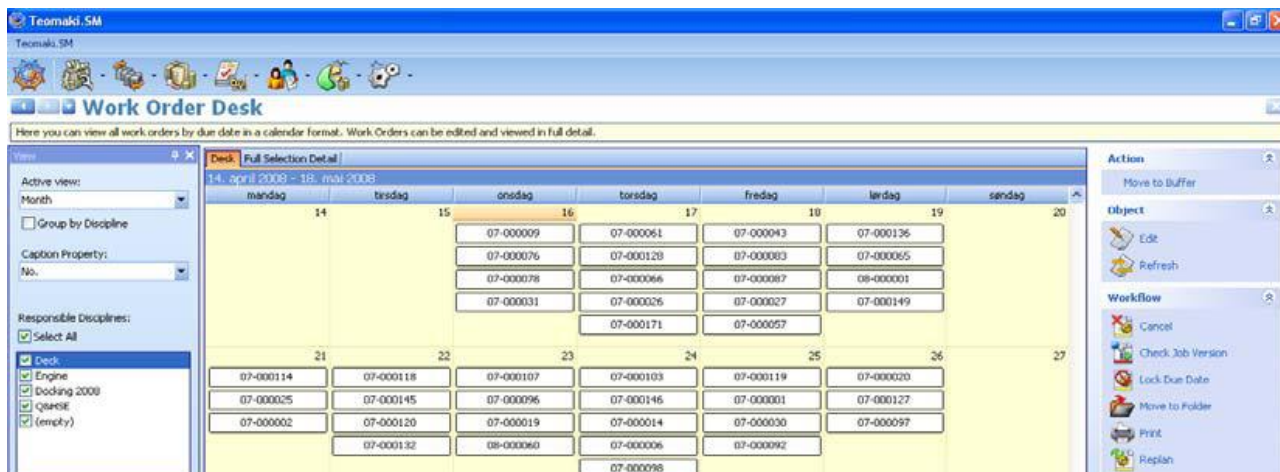 Teomaki.SM
Teomaki.SM
Work Order Desk
Here you can view all work orders by due date in a calendar format. Work Orders can be edited and viewed in full detail.
View
Active view:
Month
Group by Discipline
Caption Property:
No.
Responsible Disciplines:
Select All
Deck
Engine
Docking 2008
Q&HSE
(empty)
Desk Full Selection Detail
14. april 2008 - 18. mai 2008
mandag tirsdag onsdag torsdag fredag lørdag søndag
14 15 16 17 18 19 20
07-000009 07-000061 07-000043 07-000136
07-000076 07-000128 07-000083 07-000065
07-000078 07-000066 07-000087 08-000001
07-000031 07-000026 07-000027 07-000149
07-000171 07-000057
21 22 23 24 25 26 27
07-000114 07-000118 07-000107 07-000103 07-000119 07-000020
07-000025 07-000145 07-000096 07-000146 07-000001 07-000127
07-000002 07-000120 07-000019 07-000014 07-000030 07-000097
07-000132 08-000060 07-000006 07-000092
07-000098
Action
Move to Buffer
Object
Edit
Refresh
Workflow
Cancel
Check Job Version
Lock Due Date
Move to Folder
Print
Replan